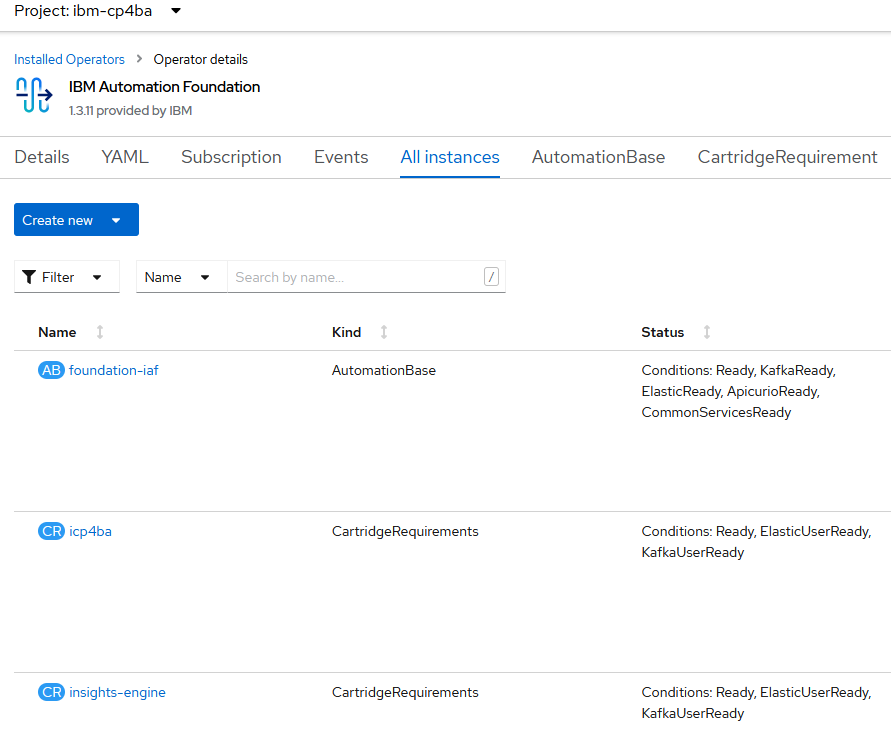 Project: ibm-cp4ba
Installed Operators > Operator details
IBM Automation Foundation
1.3.11 provided by IBM
Details YAML Subscription Events All instances AutomationBase CartridgeRequirement
Create new
Filter Name Search by name... /
Name Kind Status
AB foundation-iaf AutomationBase Conditions: Ready, KafkaReady,
ElasticReady, ApicurioReady,
CommonServicesReady
CR icp4ba CartridgeRequirements Conditions: Ready, ElasticUserReady,
KafkaUserReady
CR insights-engine CartridgeRequirements Conditions: Ready, ElasticUserReady,
KafkaUserReady